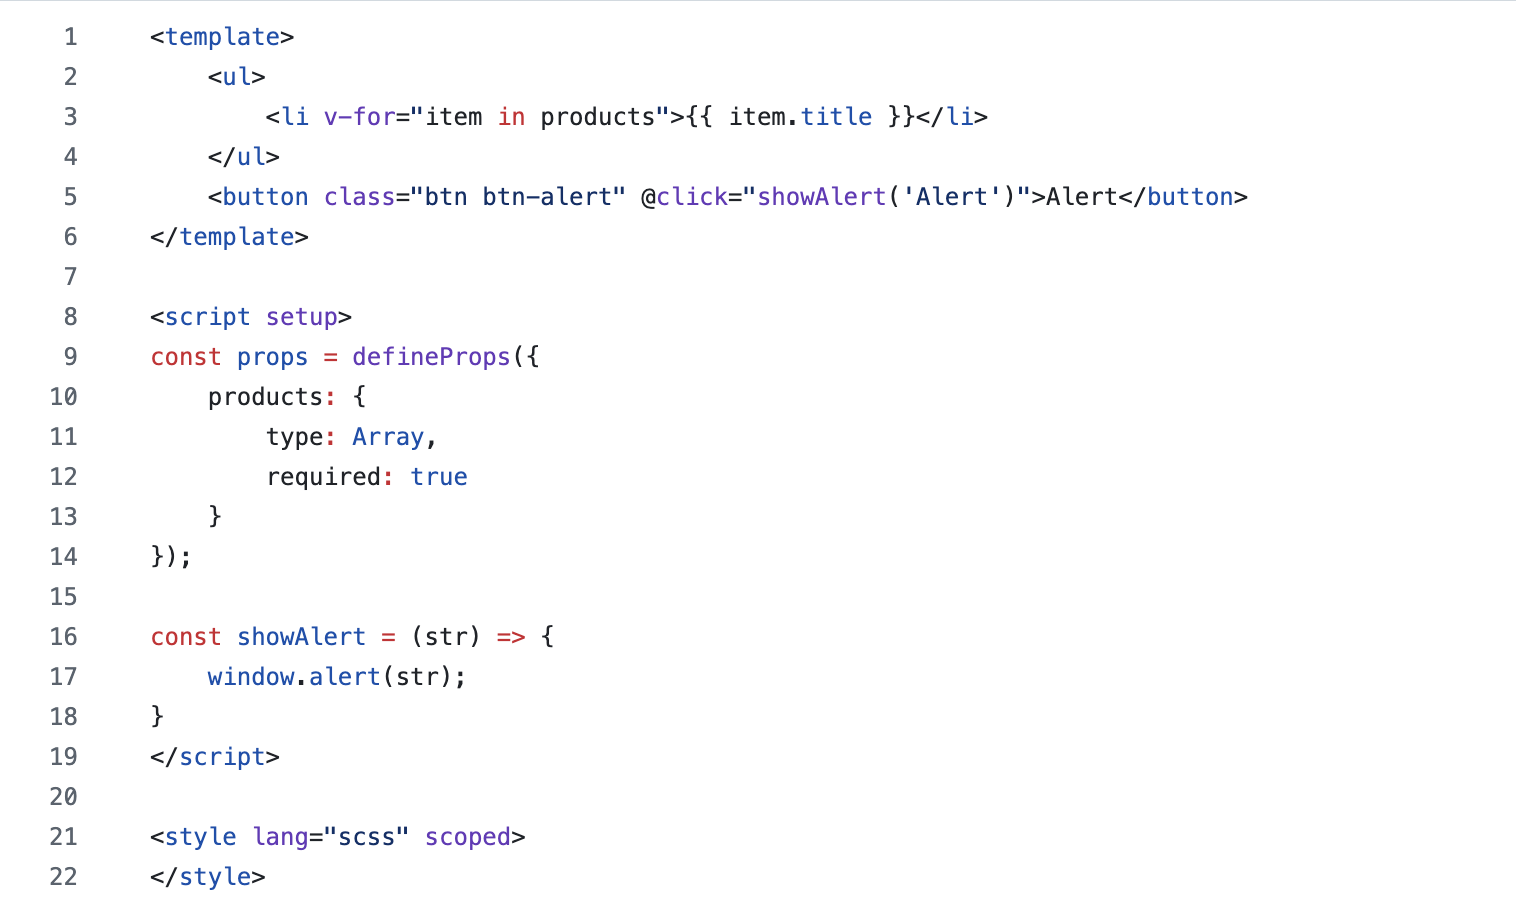 1 <template>
2     <ul>
3         <li v-for="item in products">{{ item.title }}</li>
4     </ul>
5     <button class="btn btn-alert" @click="showAlert('Alert')">Alert</button>
6 </template>
7
8 <script setup>
9 const props = defineProps({
10     products: {
11         type: Array,
12         required: true
13     }
14 });
15
16 const showAlert = (str) => {
17     window.alert(str);
18 }
19 </script>
20
21 <style lang="scss" scoped>
22 </style>